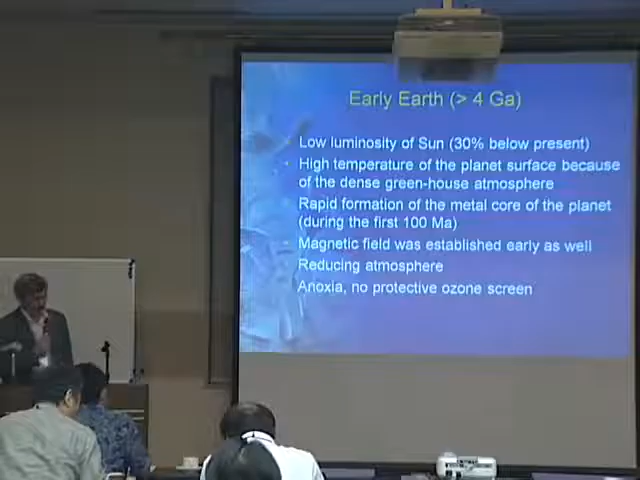 Early Earth (> 4 Ga)
Low luminosity of Sun (30% below present)
High temperature of the planet surface because
of the dense green-house atmosphere
Rapid formation of the metal core of the planet
(during the first 100 Ma)
Magnetic field was established early as well
Reducing atmosphere
Anoxia, no protective ozone screen